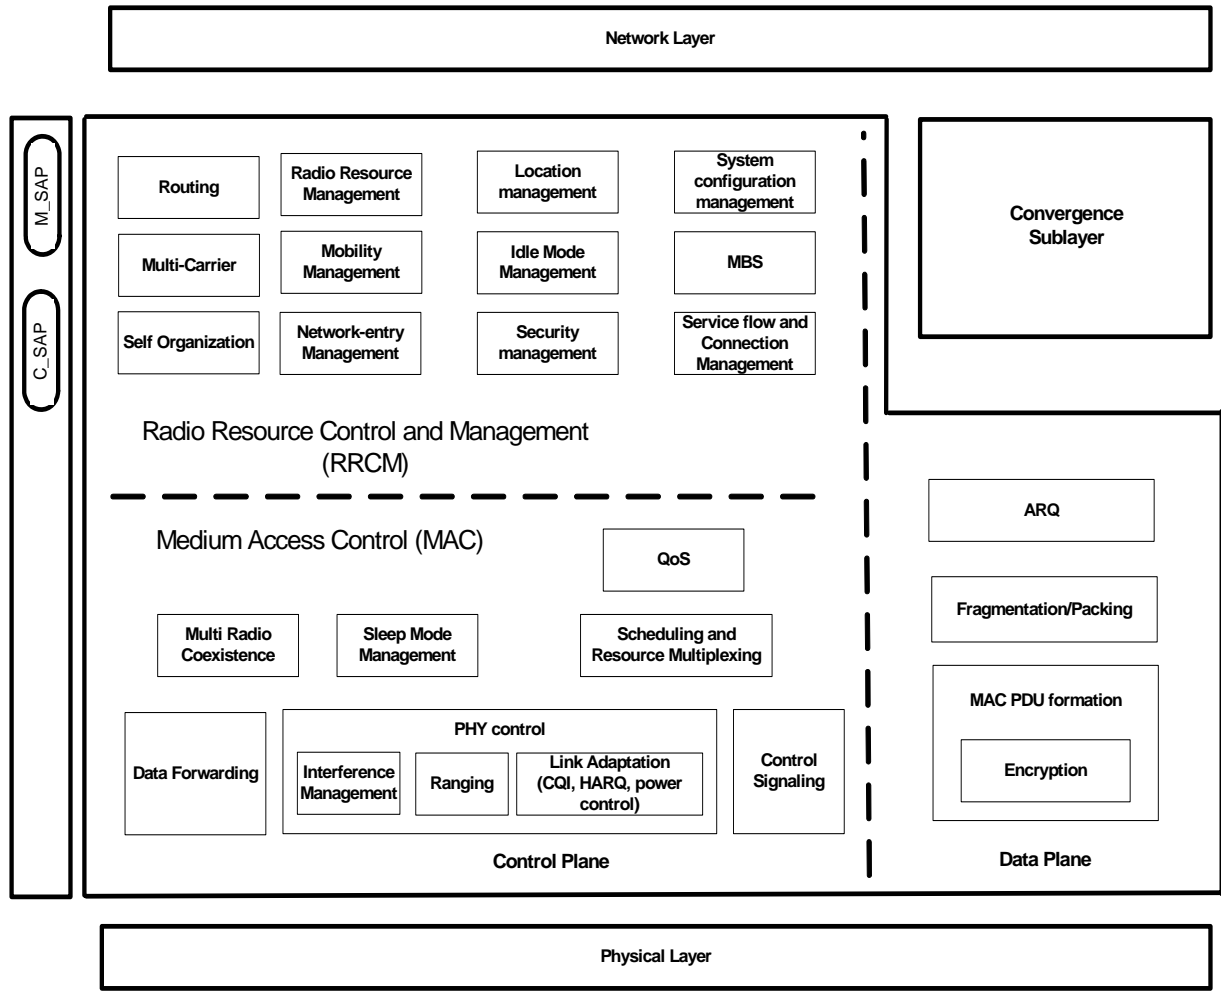 Network Layer
M_SAP
C_SAP
Routing
Radio Resource
Management
Location
management
System
configuration
management
Multi-Carrier
Mobility
Management
Idle Mode
Management
MBS
Self Organization
Network-entry
Management
Security
management
Service flow and
Connection
Management
Radio Resource Control and Management
(RRCM)
Medium Access Control (MAC)
QoS
Multi Radio
Coexistence
Sleep Mode
Management
Scheduling and
Resource Multiplexing
Data Forwarding
PHY control
Interference
Management
Ranging
Link Adaptation
(CQI, HARQ, power
control)
Control
Signaling
Control Plane
Convergence
Sublayer
ARQ
Fragmentation/Packing
MAC PDU formation
Encryption
Data Plane
Physical Layer